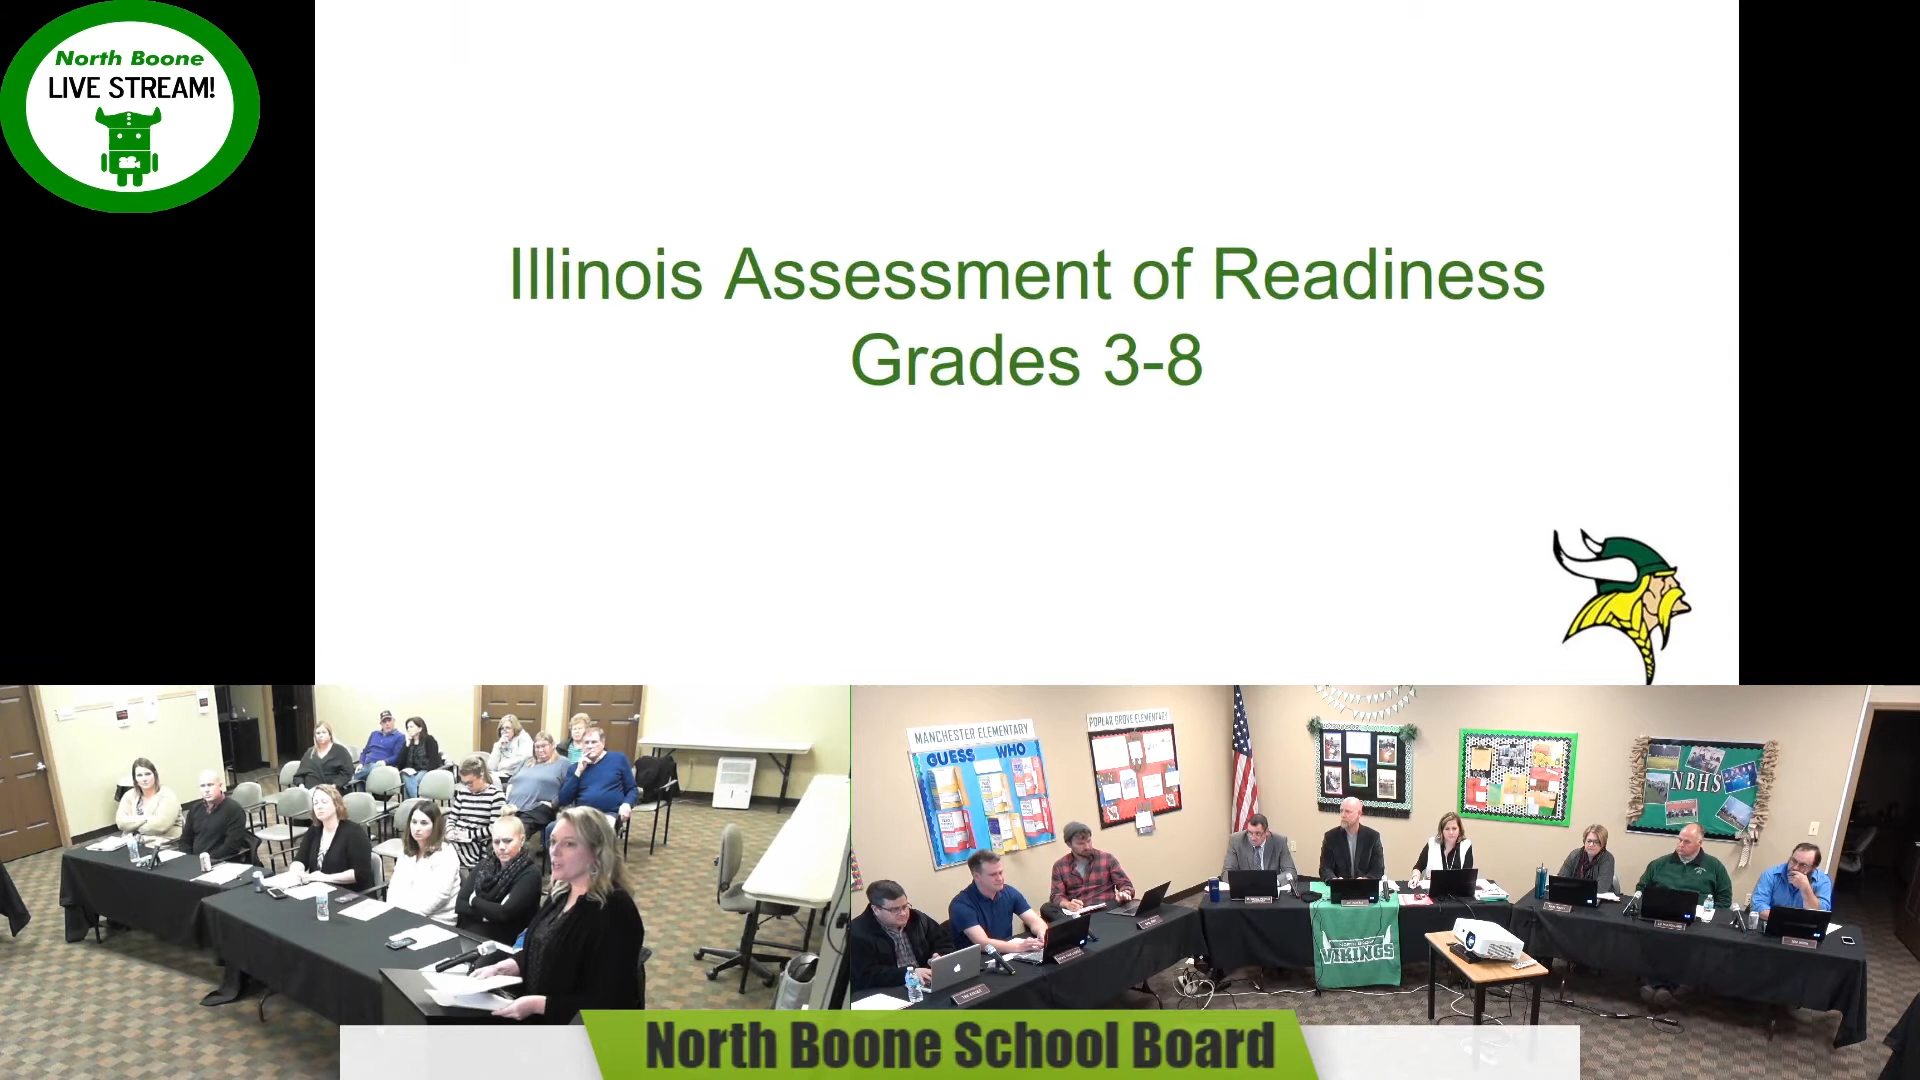 North Boone
LIVE STREAM!
Illinois Assessment of Readiness
Grades 3-8
MANCHESTER ELEMENTARY
GUESS WHO
POPLAR GROVE ELEMENTARY
NBHS
VIKINGS
North Boone School Board